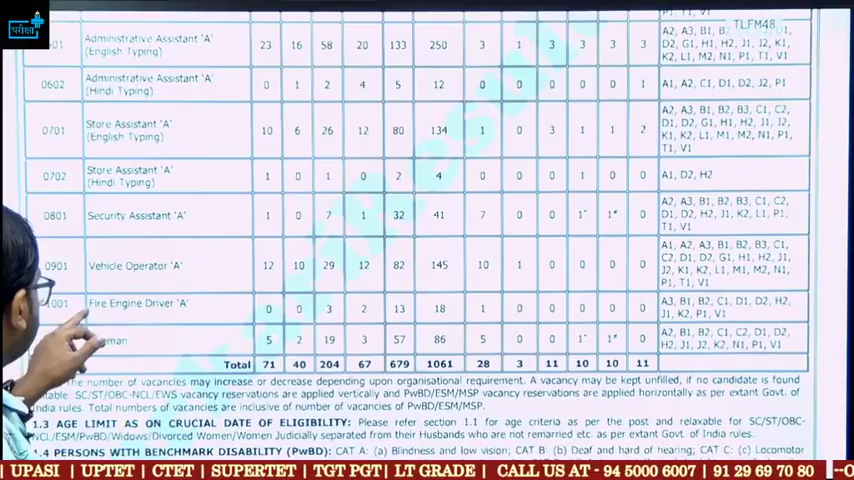 परीक्षा
P1, T1, V1
TLFM48
Administrative Assistant 'A'
(English Typing)
23 16 58 20 133 250 3 1 3 3 3 3
A2, A3, B1, B2
D2, G1, H1, H2, J1, J2, K1,
K2, L1, M2, N1, P1, T1, V1
0602
Administrative Assistant 'A'
(Hindi Typing)
0 1 2 4 5 12 0 0 0 0 0 1
A1, A2, C1, D1, D2, J2, P1
0701
Store Assistant 'A'
(English Typing)
10 6 26 12 80 134 1 0 3 1 1 2
A2, A3, B1, B2, B3, C1, C2,
D1, D2, G1, H1, H2, J1, J2,
K1, K2, L1, M1, M2, N1, P1,
T1, V1
0702
Store Assistant 'A'
(Hindi Typing)
1 0 1 0 2 4 0 0 0 1 0 0
A1, D2, H2
0801
Security Assistant 'A'
1 0 7 1 32 41 7 0 0 1* 1# 0
A2, A3, B1, B2, B3, C1, C2,
D1, D2, H2, J1, K2, L1, P1,
T1, V1
0901
Vehicle Operator 'A'
12 10 29 12 82 145 10 1 0 0 0 0
A1, A2, A3, B1, B2, B3, C1,
C2, D1, D2, G1, H1, H2, J1,
J2, K1, K2, L1, M1, M2, N1,
P1, T1, V1
1001
Fire Engine Driver 'A'
0 0 3 2 13 18 1 0 0 0 0 0
A3, B1, B2, C1, D1, D2, H2,
J1, K2, P1, V1
eman
5 2 19 3 57 86 5 0 0 1* 1# 0
A2, B1, B2, C1, C2, D1, D2,
H2, J1, J2, K2, N1, P1, V1
Total 71 40 204 67 679 1061 28 3 11 10 10 11
The number of vacancies may increase or decrease depending upon organisational requirement. A vacancy may be kept unfilled, if no candidate is found
table. SC/ST/OBC-NCL/EWS vacancy reservations are applied vertically and PwBD/ESM/MSP vacancy reservations are applied horizontally as per extant Govt. of
India rules. Total numbers of vacancies are inclusive of number of vacancies of PwBD/ESM/MSP.
1.3 AGE LIMIT AS ON CRUCIAL DATE OF ELIGIBILITY: Please refer section 1.1 for age criteria as per the post and relaxable for SC/ST/OBC-
NCL/ESM/PwBD/Widows/Divorced Women/Women Judicially separated from their Husbands who are not remarried etc. as per extant Govt. of India rules.
1.4 PERSONS WITH BENCHMARK DISABILITY (PwBD): CAT A: (a) Blindness and low vision; CAT B: (b) Deaf and hard of hearing; CAT C: (c) Locomotor
| UPASI | UPTET | CTET | SUPERTET | TGT PGT| LT GRADE | CALL US AT - 94 5000 6007 | 91 29 69 70 80 --O